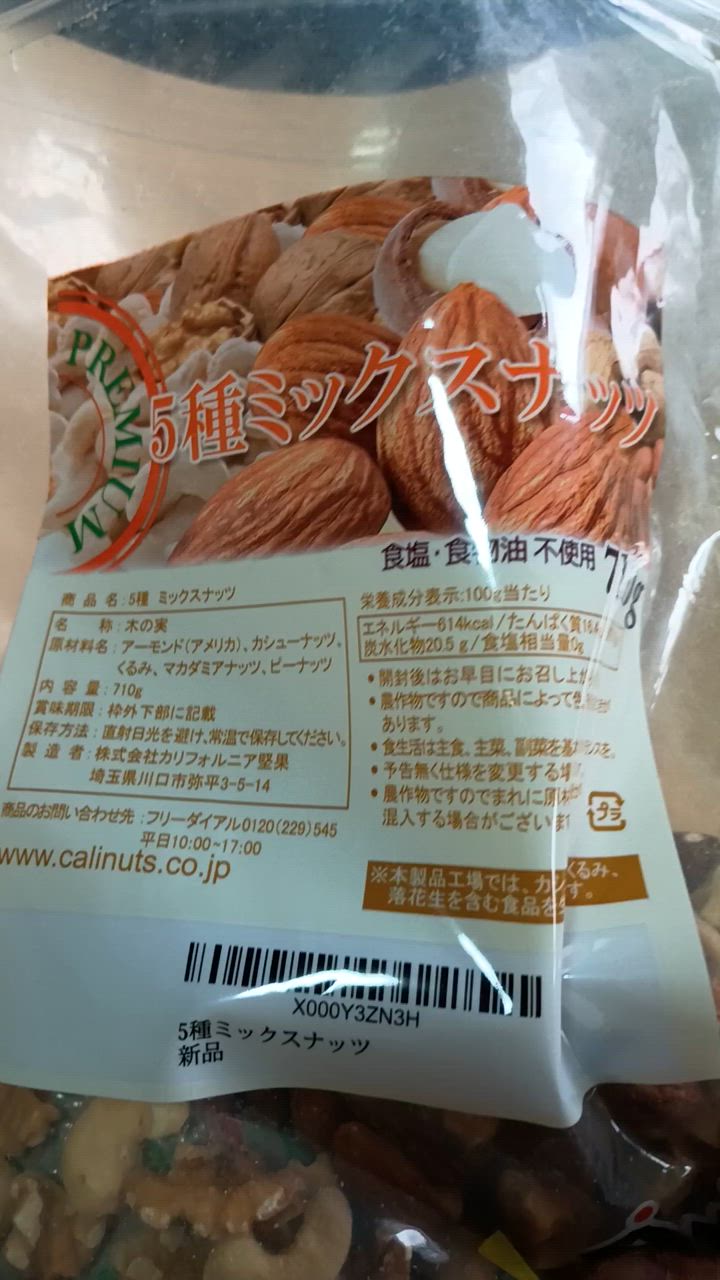 PREMIUM
5種ミックスナッツ
食塩・食物油 不使用
商品名:5種 ミックスナッツ
名 称:木の実
原材料名:アーモンド(アメリカ)、カシューナッツ、
くるみ、マカダミアナッツ、ピーナッツ
内容量:710g
賞味期限:枠外下部に記載
保存方法:直射日光を避け、常温で保存してください。
製造者:株式会社カリフォルニア堅果
埼玉県川口市弥平3-5-14
商品のお問い合わせ先:フリーダイアル0120(229)545
平日10:00~17:00
www.calinuts.co.jp
栄養成分表示:100g当たり
エネルギー614kcal/たんぱく質
炭水化物20.5g/食塩相当量0g
•開封後はお早目にお召し上が
•農作物ですので商品によって
あります。
•食生活は主食、主菜、副菜を基
•予告無く仕様を変更する場
•農作物ですのでまれに原
混入する場合がございま
プラ
※本製品工場では、カ くるみ、
落花生を含む食品を す。
X000Y3ZN3H
5種ミックスナッツ
新品